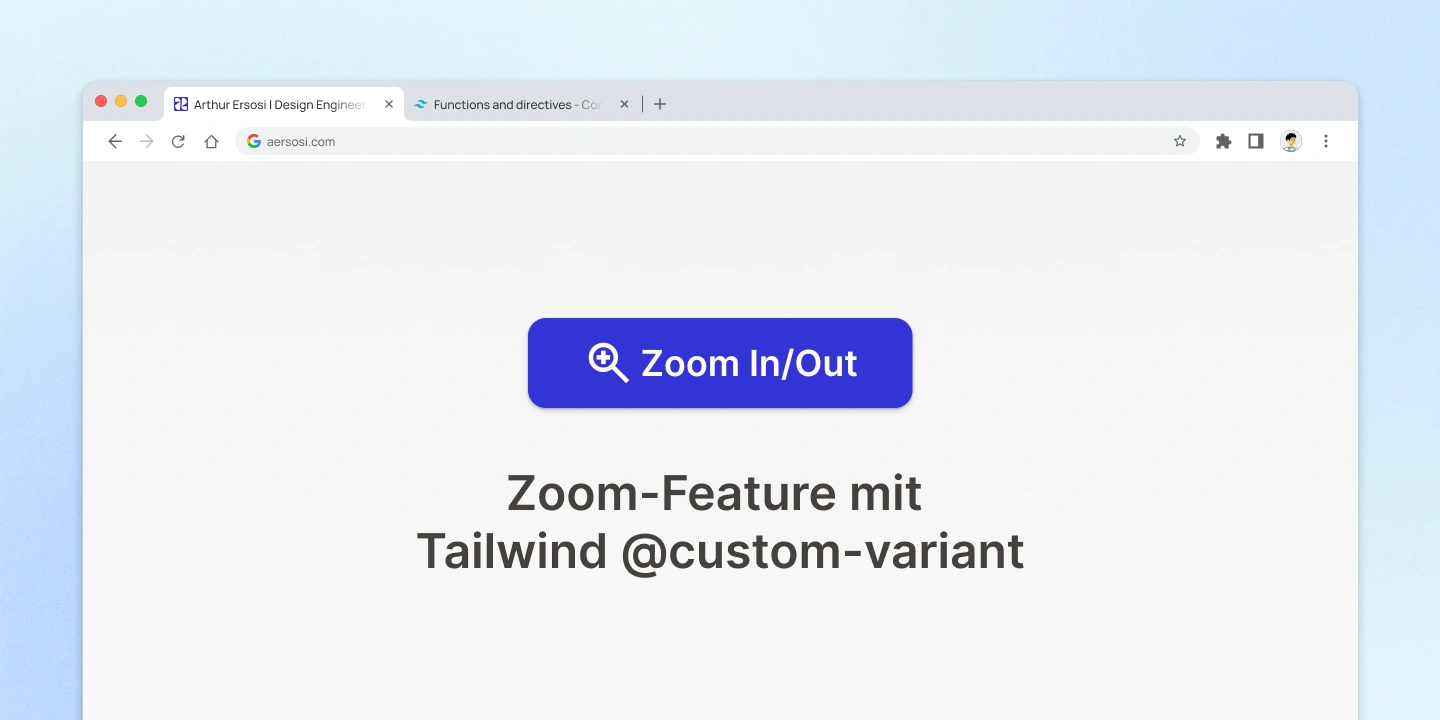 Arthur Ersosi | Design Engineer
Functions and directives - Cor
aersosi.com
Zoom In/Out
Zoom-Feature mit
Tailwind @custom-variant